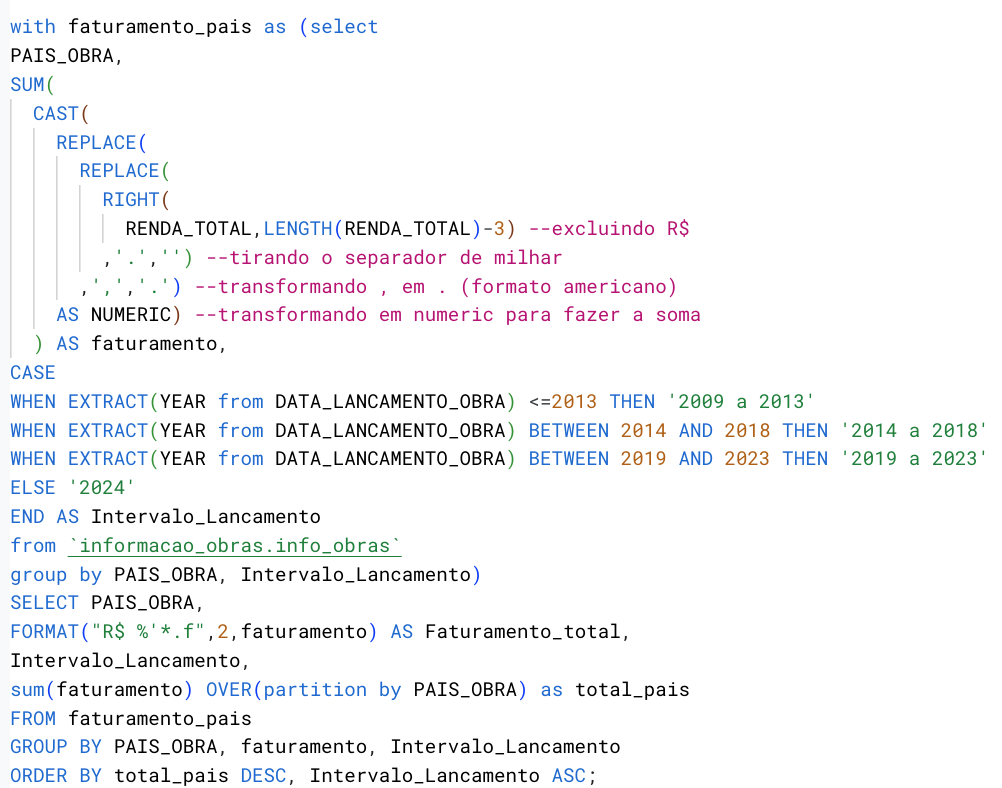 with faturamento_pais as (select
PAIS_OBRA,
SUM(
CAST(
REPLACE(
REPLACE(
RIGHT(
RENDA_TOTAL,LENGTH(RENDA_TOTAL)-3) --excluindo R$
,'.','') --tirando o separador de milhar
,',','.') --transformando , em . (formato americano)
AS NUMERIC) --transformando em numeric para fazer a soma
) AS faturamento,
CASE
WHEN EXTRACT(YEAR from DATA_LANCAMENTO_OBRA) <=2013 THEN '2009 a 2013'
WHEN EXTRACT(YEAR from DATA_LANCAMENTO_OBRA) BETWEEN 2014 AND 2018 THEN '2014 a 2018'
WHEN EXTRACT(YEAR from DATA_LANCAMENTO_OBRA) BETWEEN 2019 AND 2023 THEN '2019 a 2023'
ELSE '2024'
END AS Intervalo_Lancamento
from `informacao_obras.info_obras`
group by PAIS_OBRA, Intervalo_Lancamento)
SELECT PAIS_OBRA,
FORMAT("R$ %'*.f",2,faturamento) AS Faturamento_total,
Intervalo_Lancamento,
sum(faturamento) OVER(partition by PAIS_OBRA) as total_pais
FROM faturamento_pais
GROUP BY PAIS_OBRA, faturamento, Intervalo_Lancamento
ORDER BY total_pais DESC, Intervalo_Lancamento ASC;